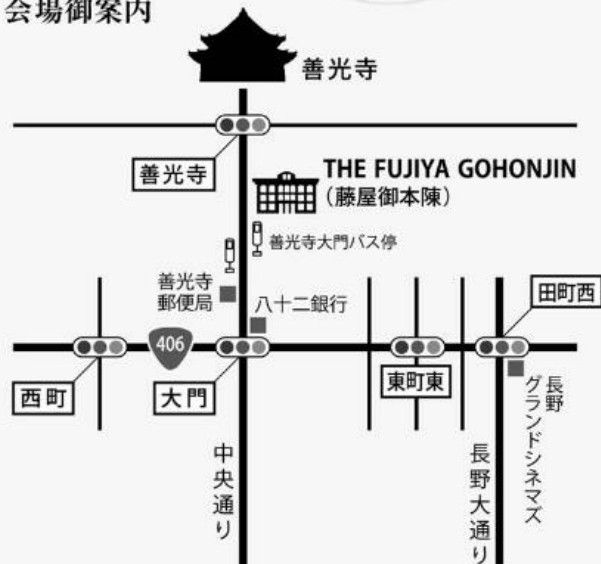 会場御案内
善光寺
善光寺
THE FUJIYA GOHONJIN
（藤屋御本陣）
善光寺大門バス停
善光寺
郵便局
八十二銀行
田町西
406
西町
大門
東町東
長野
グランドシネマズ
中央通り
長野大通り